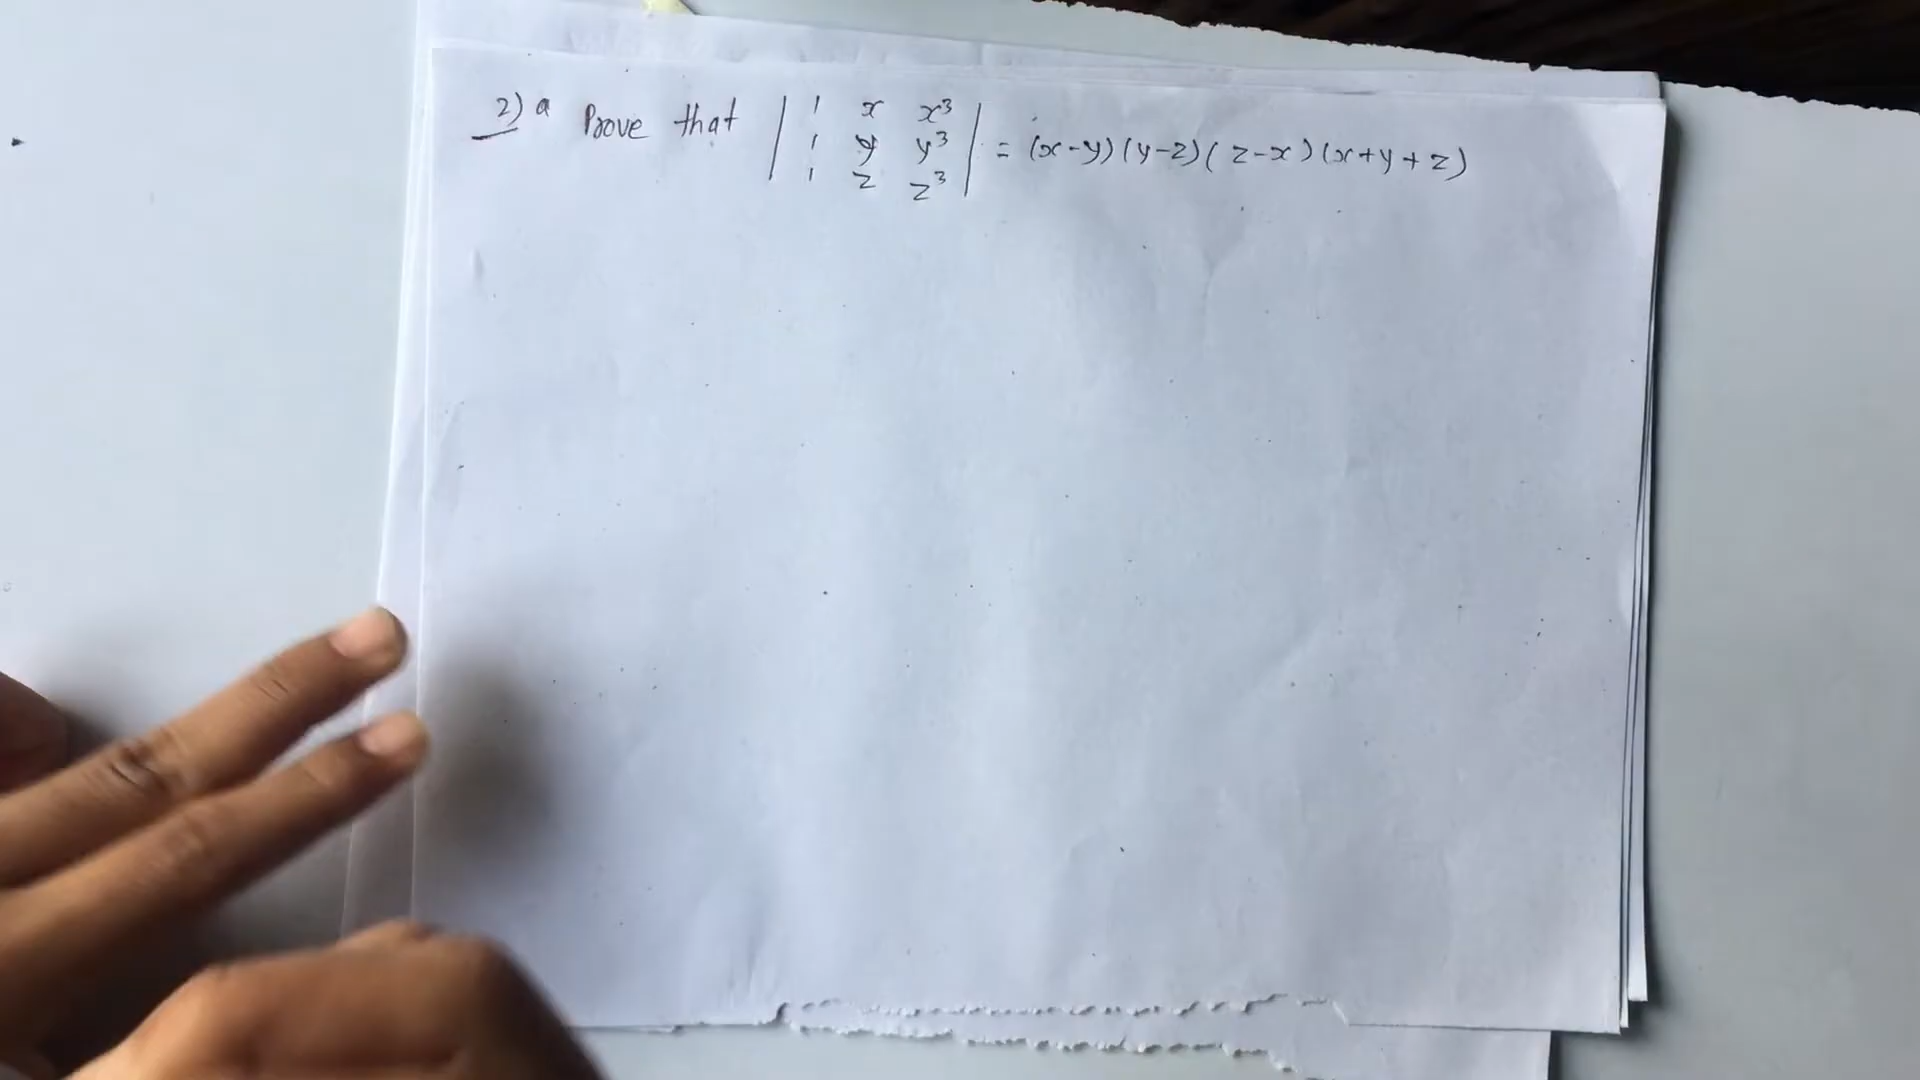 2) a Prove that | 1 x x³ | = (x-y)(y-z)(z-x)(x+y+z)
1 y y³
1 z z³